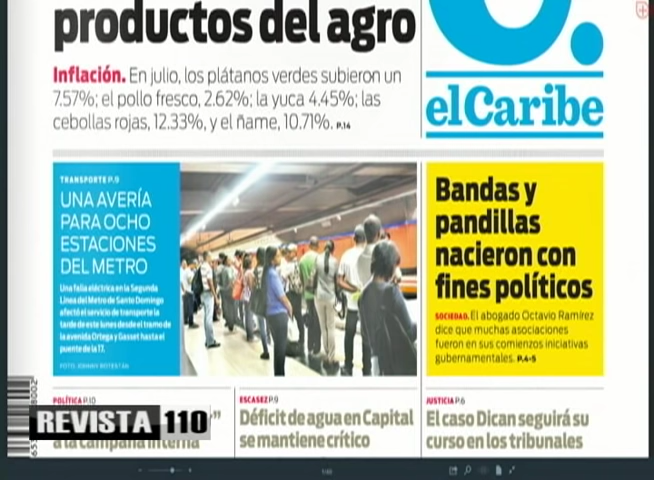 productos del agro
Inflación. En julio, los plátanos verdes subieron un
7.57%; el pollo fresco, 2.62%; la yuca 4.45%; las
cebollas rojas, 12.33%, y el ñame, 10.71%. P.14
elCaribe
TRANSPORTE P.9
UNA AVERÍA
PARA OCHO
ESTACIONES
DEL METRO
Una falla eléctrica en la Segunda
Línea del Metro de Santo Domingo
afectó el servicio de transporte la
tarde de este lunes desde el tramo de
la avenida Ortega y Gasset hasta el
puente de la 17.
FOTO: JOHNNY ROTESTÁN
Bandas y
pandillas
nacieron con
fines políticos
SOCIEDAD. El abogado Octavio Ramírez
dice que muchas asociaciones
fueron en sus comienzos iniciativas
gubernamentales. P.4-5
POLÍTICA P.10
a la campaña interna
ESCASEZ P.9
Déficit de agua en Capital
se mantiene crítico
JUSTICIA P.6
El caso Dican seguirá su
curso en los tribunales
REVISTA 110